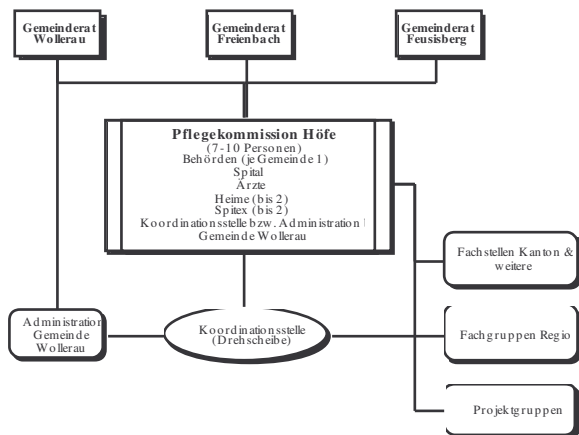 Gemeinderat
Wollerau
Gemeinderat
Freienbach
Gemeinderat
Feusisberg
Pflegekommission Höfe
(7-10 Personen)
Behörden (je Gemeinde 1)
Spital
Ärzte
Heime (bis 2)
Spitex (bis 2)
Koordinationsstelle bzw. Administration
Gemeinde Wollerau
Fachstellen Kanton &
weitere
Administration
Gemeinde
Wollerau
Koordinationsstelle
(Drehscheibe)
Fachgruppen Regio
Projektgruppen